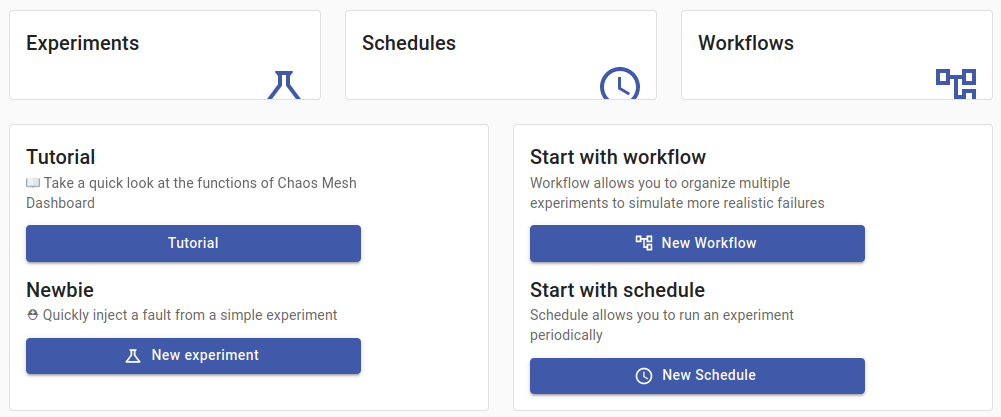 Experiments
Schedules
Workflows
Tutorial
📖 Take a quick look at the functions of Chaos Mesh
Dashboard
Tutorial
Newbie
⛑ Quickly inject a fault from a simple experiment
New experiment
Start with workflow
Workflow allows you to organize multiple
experiments to simulate more realistic failures
New Workflow
Start with schedule
Schedule allows you to run an experiment
periodically
New Schedule